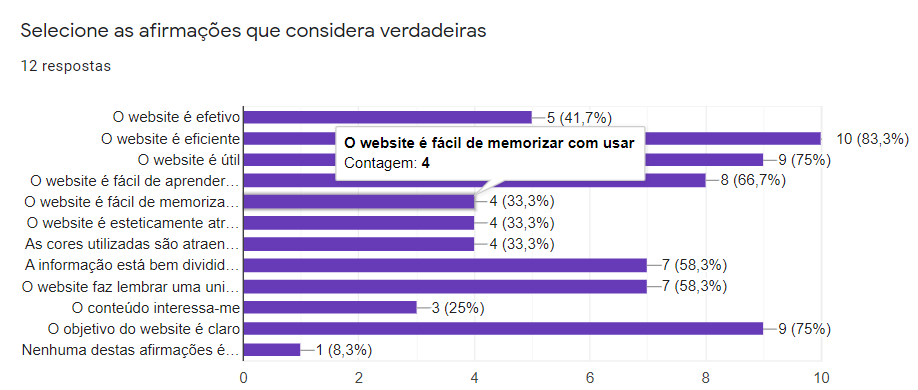 Selecione as afirmações que considera verdadeiras
12 respostas
O website é efetivo 5 (41,7%)
O website é eficiente 10 (83,3%)
O website é fácil de memorizar com usar
Contagem: 4
O website é útil 9 (75%)
O website é fácil de aprender… 8 (66,7%)
O website é fácil de memoriza… 4 (33,3%)
O website é esteticamente atr… 4 (33,3%)
As cores utilizadas são atraen… 4 (33,3%)
A informação está bem dividid… 7 (58,3%)
O website faz lembrar uma uni… 7 (58,3%)
O conteúdo interessa-me 3 (25%)
O objetivo do website é claro 9 (75%)
Nenhuma destas afirmações é… 1 (8,3%)
0 2 4 6 8 10